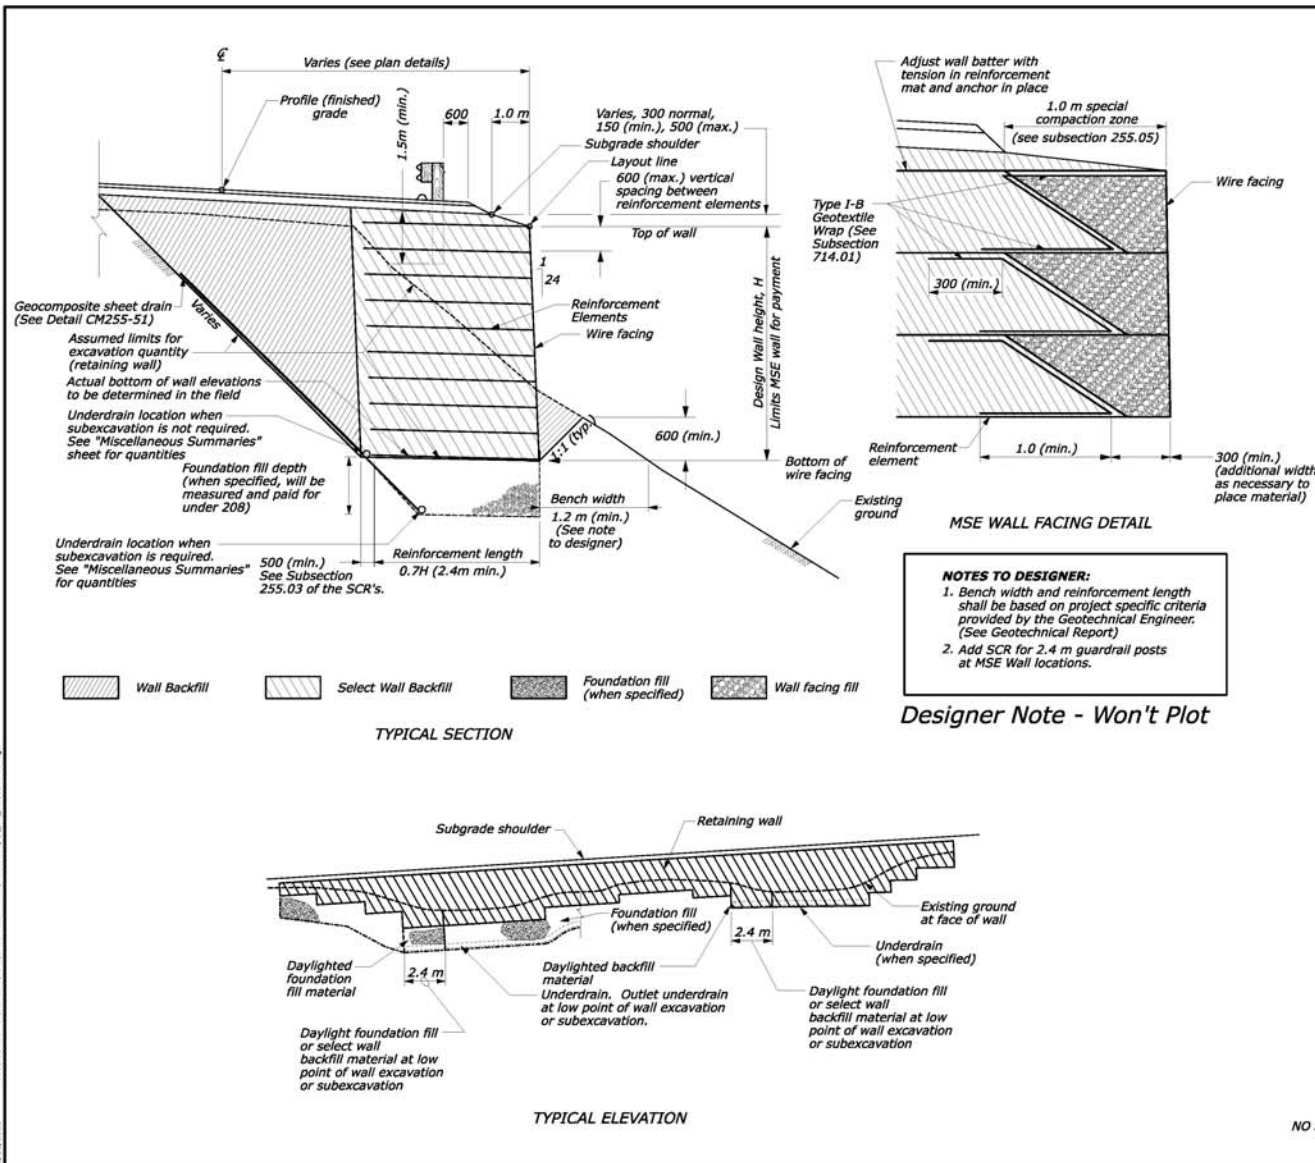 ℄
Varies (see plan details)
Profile (finished)
grade
1.5m (min.)
600
1.0 m
Varies, 300 normal,
150 (min.), 500 (max.)
Subgrade shoulder
Layout line
600 (max.) vertical
spacing between
reinforcement elements
Top of wall
1
24
Geocomposite sheet drain
(See Detail CM255-51)
Varies
Assumed limits for
excavation quantity
(retaining wall)
Actual bottom of wall elevations
to be determined in the field
Underdrain location when
subexcavation is not required.
See "Miscellaneous Summaries"
sheet for quantities
Foundation fill depth
(when specified, will be
measured and paid for
under 208)
Underdrain location when
subexcavation is required.
See "Miscellaneous Summaries"
for quantities
500 (min.)
See Subsection
255.03 of the SCR's.
Reinforcement length
0.7H (2.4m min.)
Reinforcement
Elements
Wire facing
Design Wall height, H
Limits MSE wall for payment
1:1 (typ.)
600 (min.)
Bottom of
wire facing
Bench width
1.2 m (min.)
(See note
to designer)
Existing
ground
Wall Backfill
Select Wall Backfill
Foundation fill
(when specified)
Wall facing fill
TYPICAL SECTION
Adjust wall batter with
tension in reinforcement
mat and anchor in place
1.0 m special
compaction zone
(see subsection 255.05)
Wire facing
Type I-B
Geotextile
Wrap (See
Subsection
714.01)
300 (min.)
Reinforcement
element
1.0 (min.)
300 (min.)
(additional width
as necessary to
place material)
MSE WALL FACING DETAIL
NOTES TO DESIGNER:
1. Bench width and reinforcement length
shall be based on project specific criteria
provided by the Geotechnical Engineer.
(See Geotechnical Report)
2. Add SCR for 2.4 m guardrail posts
at MSE Wall locations.
Designer Note - Won't Plot
Subgrade shoulder
Retaining wall
Existing ground
at face of wall
Foundation fill
(when specified)
Underdrain
(when specified)
2.4 m
2.4 m
Daylighted
foundation
fill material
Daylighted backfill
material
Underdrain. Outlet underdrain
at low point of wall excavation
or subexcavation.
Daylight foundation fill
or select wall
backfill material at low
point of wall excavation
or subexcavation
Daylight foundation fill
or select wall
backfill material at low
point of wall excavation
or subexcavation
TYPICAL ELEVATION
NO